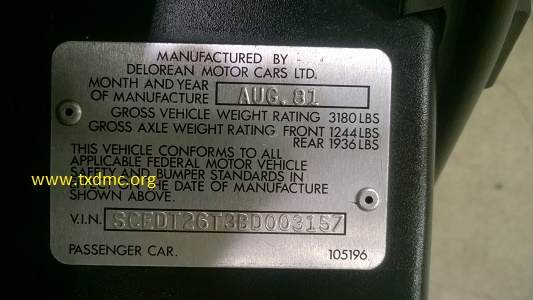 MANUFACTURED BY
DELOREAN MOTOR CARS LTD.
MONTH AND YEAR
OF MANUFACTURE AUG. 81
GROSS VEHICLE WEIGHT RATING 3180 LBS
GROSS AXLE WEIGHT RATING FRONT 1244 LBS
REAR 1936 LBS
THIS VEHICLE CONFORMS TO ALL
APPLICABLE FEDERAL MOTOR VEHICLE
www.txdmc.org
SAFETY AND BUMPER STANDARDS IN
THE DATE OF MANUFACTURE
SHOWN ABOVE.
V.I.N. SCEDT26T3BD003157
PASSENGER CAR. 105196